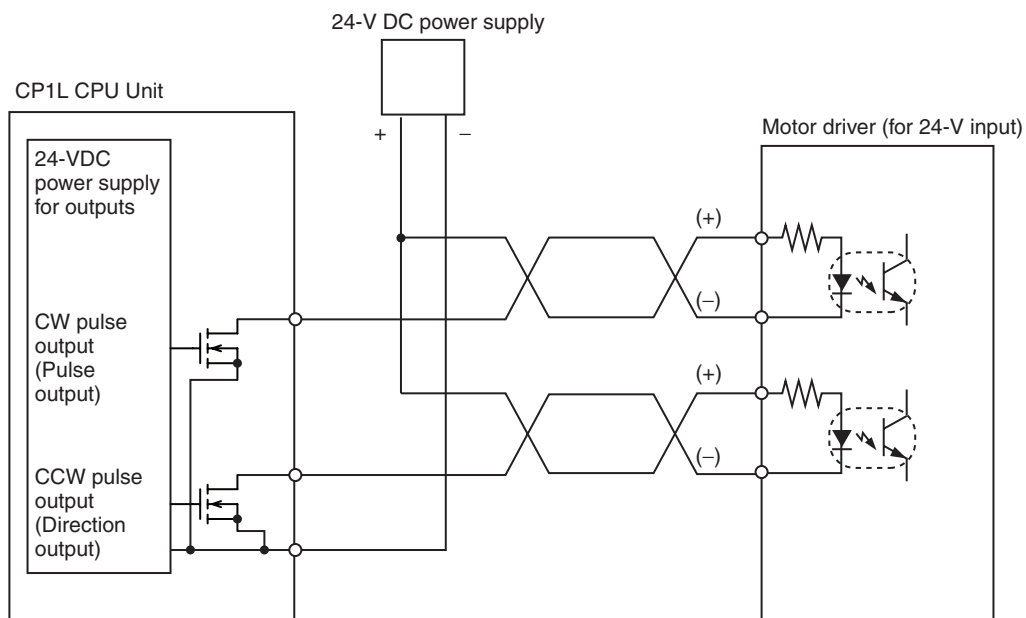 24-V DC power supply
CP1L CPU Unit
+ −
Motor driver (for 24-V input)
24-VDC
power supply
for outputs
(+)
(−)
CW pulse
output
(Pulse
output)
(+)
(−)
CCW pulse
output
(Direction
output)